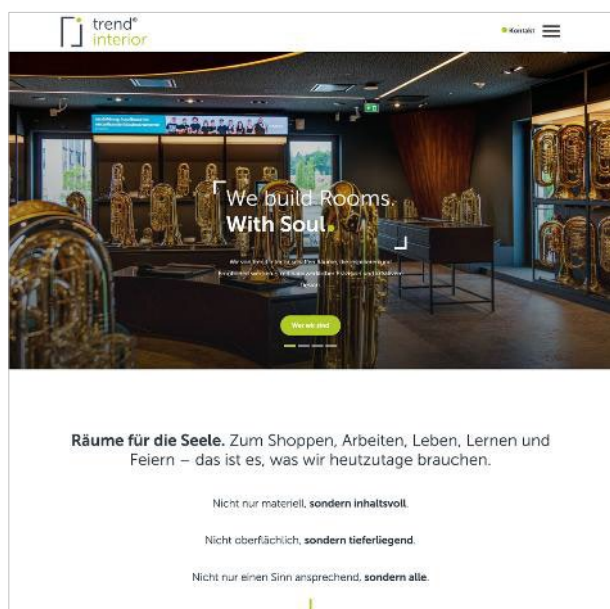 trend®
interior
Kontakt
We build Rooms.
With Soul.
Wer wir sind
Räume für die Seele. Zum Shoppen, Arbeiten, Leben, Lernen und
Feiern – das ist es, was wir heutzutage brauchen.
Nicht nur materiell, sondern inhaltsvoll.
Nicht oberflächlich, sondern tieferliegend.
Nicht nur einen Sinn ansprechend, sondern alle.